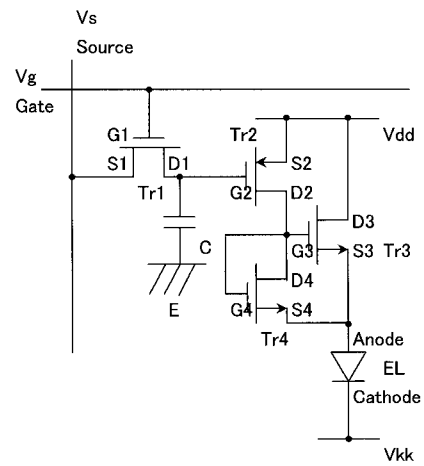 Vs
Source
Vg
Gate
G1
S1
D1
Tr1
Tr2
Vdd
S2
G2
D2
D3
G3
S3
Tr3
C
D4
E
G4
S4
Tr4
Anode
EL
Cathode
Vkk